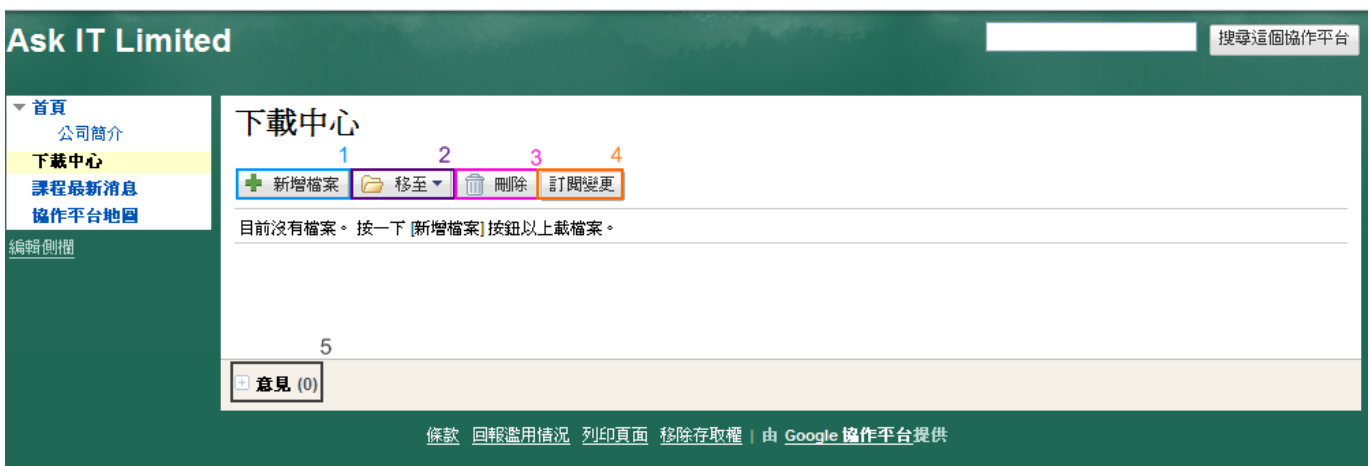 Ask IT Limited
搜尋這個協作平台
首頁
公司簡介
下載中心
課程最新消息
協作平台地圖
編輯側欄
下載中心
1 2 3 4
新增檔案 移至 刪除 訂閱變更
目前沒有檔案。 按一下 [新增檔案] 按鈕以上載檔案。
5
意見 (0)
條款 回報濫用情況 列印頁面 移除存取權 | 由 Google 協作平台提供